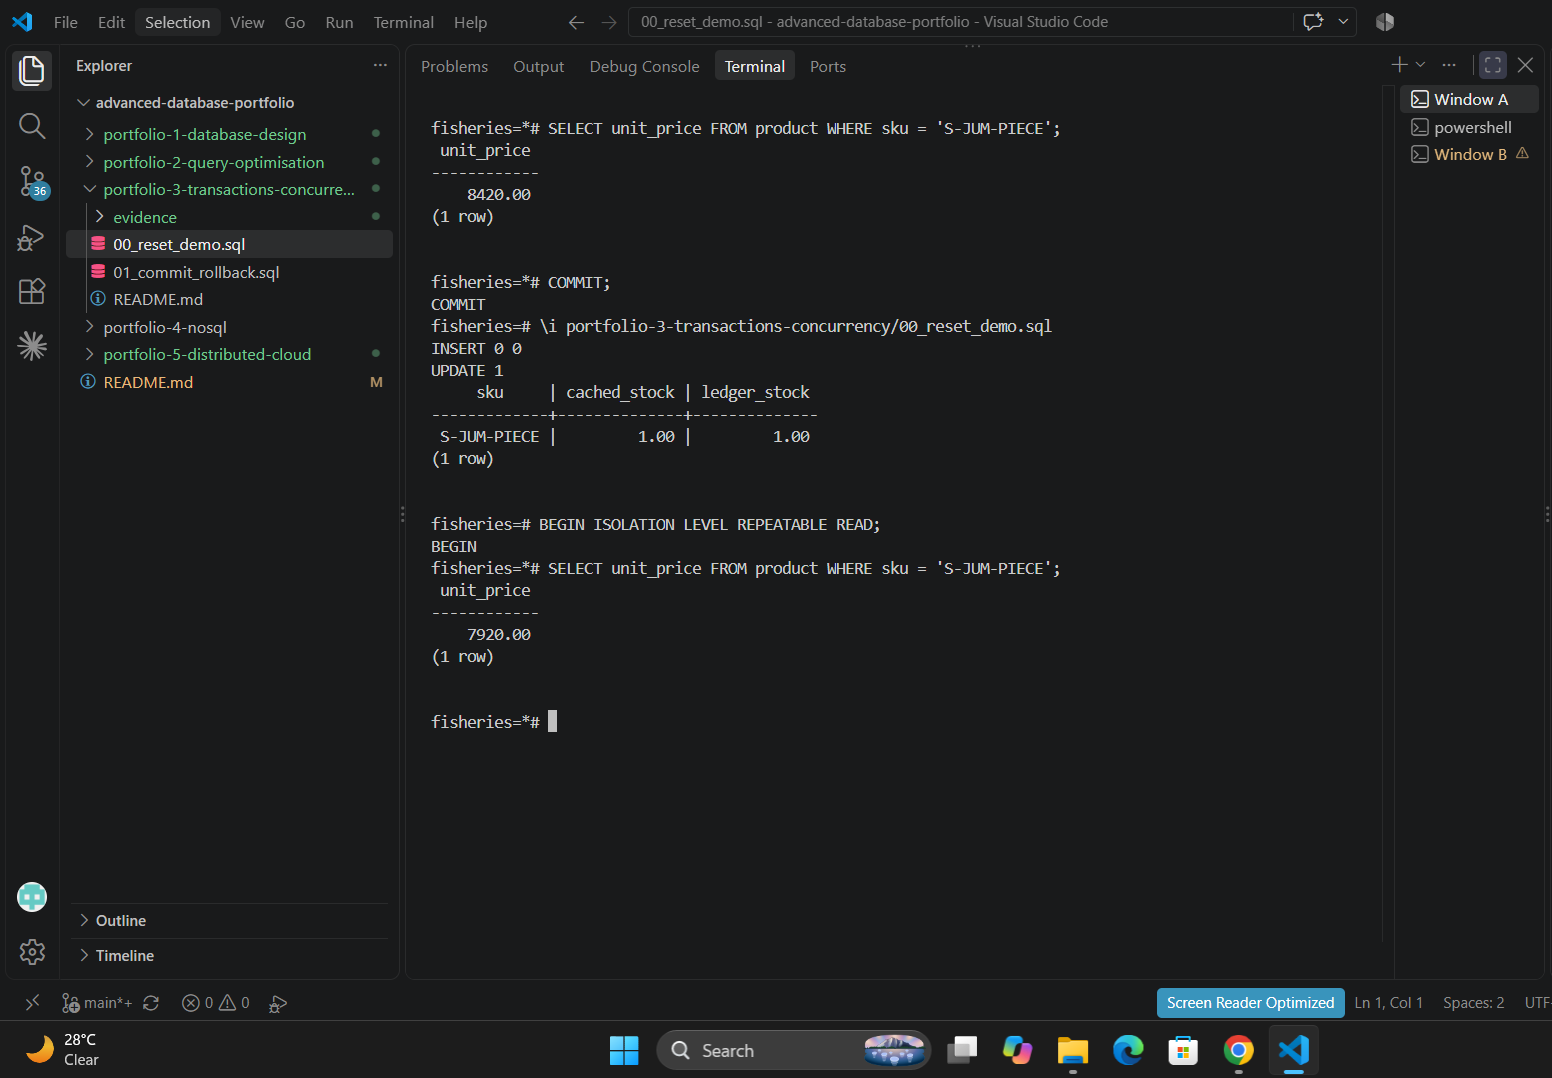 File Edit Selection View Go Run Terminal Help
00_reset_demo.sql - advanced-database-portfolio - Visual Studio Code
Explorer
advanced-database-portfolio
portfolio-1-database-design
portfolio-2-query-optimisation
portfolio-3-transactions-concurre...
evidence
00_reset_demo.sql
01_commit_rollback.sql
README.md
portfolio-4-nosql
portfolio-5-distributed-cloud
README.md M
36
Outline
Timeline
Problems Output Debug Console Terminal Ports
fisheries=*# SELECT unit_price FROM product WHERE sku = 'S-JUM-PIECE';
unit_price
------------
8420.00
(1 row)
fisheries=*# COMMIT;
COMMIT
fisheries=# \i portfolio-3-transactions-concurrency/00_reset_demo.sql
INSERT 0 0
UPDATE 1
sku | cached_stock | ledger_stock
-------------+--------------+--------------
S-JUM-PIECE | 1.00 | 1.00
(1 row)
fisheries=# BEGIN ISOLATION LEVEL REPEATABLE READ;
BEGIN
fisheries=*# SELECT unit_price FROM product WHERE sku = 'S-JUM-PIECE';
unit_price
------------
7920.00
(1 row)
fisheries=*#
Window A
powershell
Window B
main*+ 0 0
Screen Reader Optimized Ln 1, Col 1 Spaces: 2 UTF-
28°C
Clear
Search